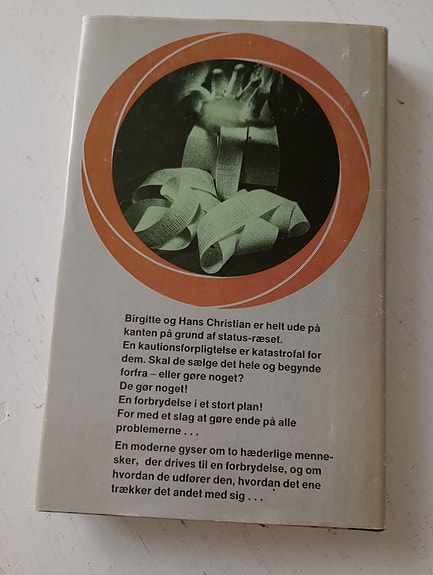 Birgitte og Hans Christian er helt ude på
kanten på grund af status-ræset.
En kautionsforpligtelse er katastrofal for
dem. Skal de sælge det hele og begynde
forfra – eller gøre noget?
De gør noget!
En forbrydelse i et stort plan!
For med et slag at gøre ende på alle
problemerne . . .
En moderne gyser om to hæderlige menne-
sker, der drives til en forbrydelse, og om
hvordan de udfører den, hvordan det ene
trækker det andet med sig . . .